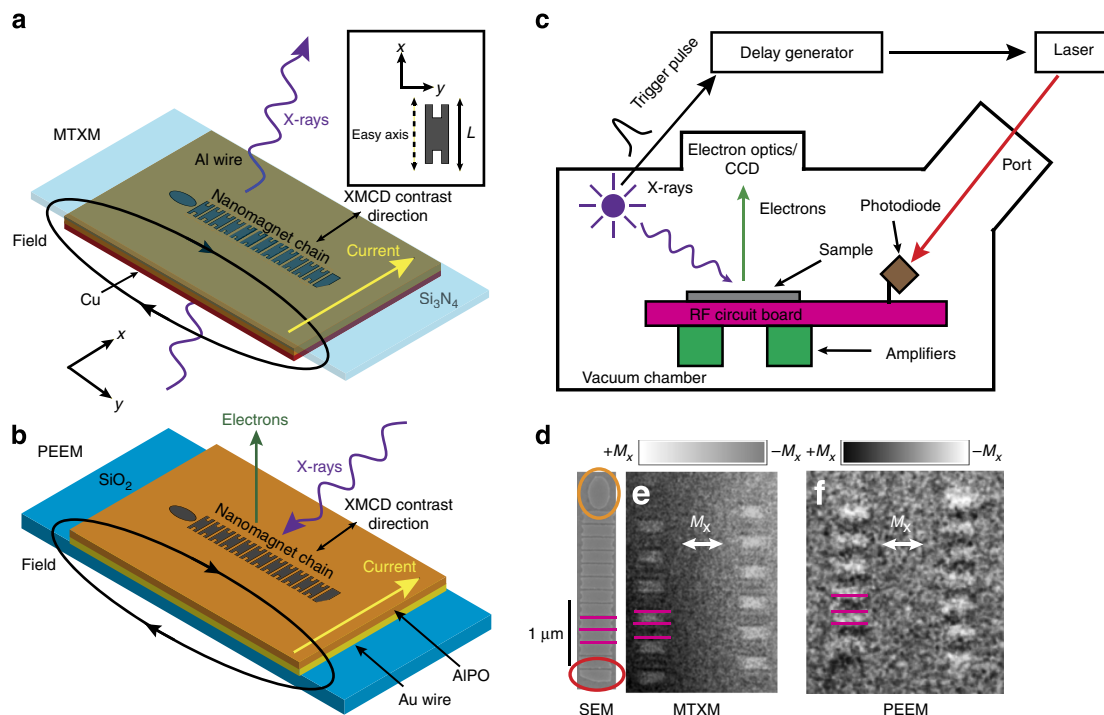 a
MTXM
X-rays
Al wire
x
y
Easy axis
L
XMCD contrast
direction
Nanomagnet chain
Field
Current
Cu
Si3N4
x
y
b
Electrons
PEEM
X-rays
SiO2
XMCD contrast
direction
Nanomagnet chain
Field
Current
AlPO
Au wire
c
Delay generator
Laser
Trigger pulse
Electron optics/
CCD
Port
X-rays
Electrons
Photodiode
Sample
RF circuit board
Amplifiers
Vacuum chamber
d
+Mx
−Mx
+Mx
−Mx
e
f
Mx
Mx
1 μm
SEM
MTXM
PEEM